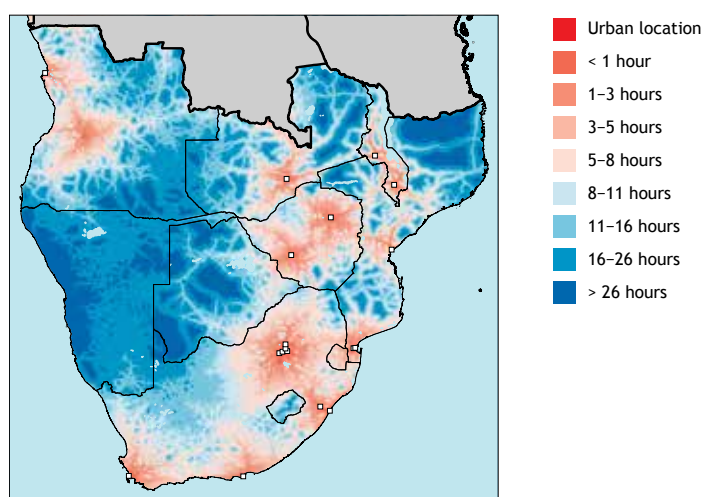 Urban location
< 1 hour
1–3 hours
3–5 hours
5–8 hours
8–11 hours
11–16 hours
16–26 hours
> 26 hours